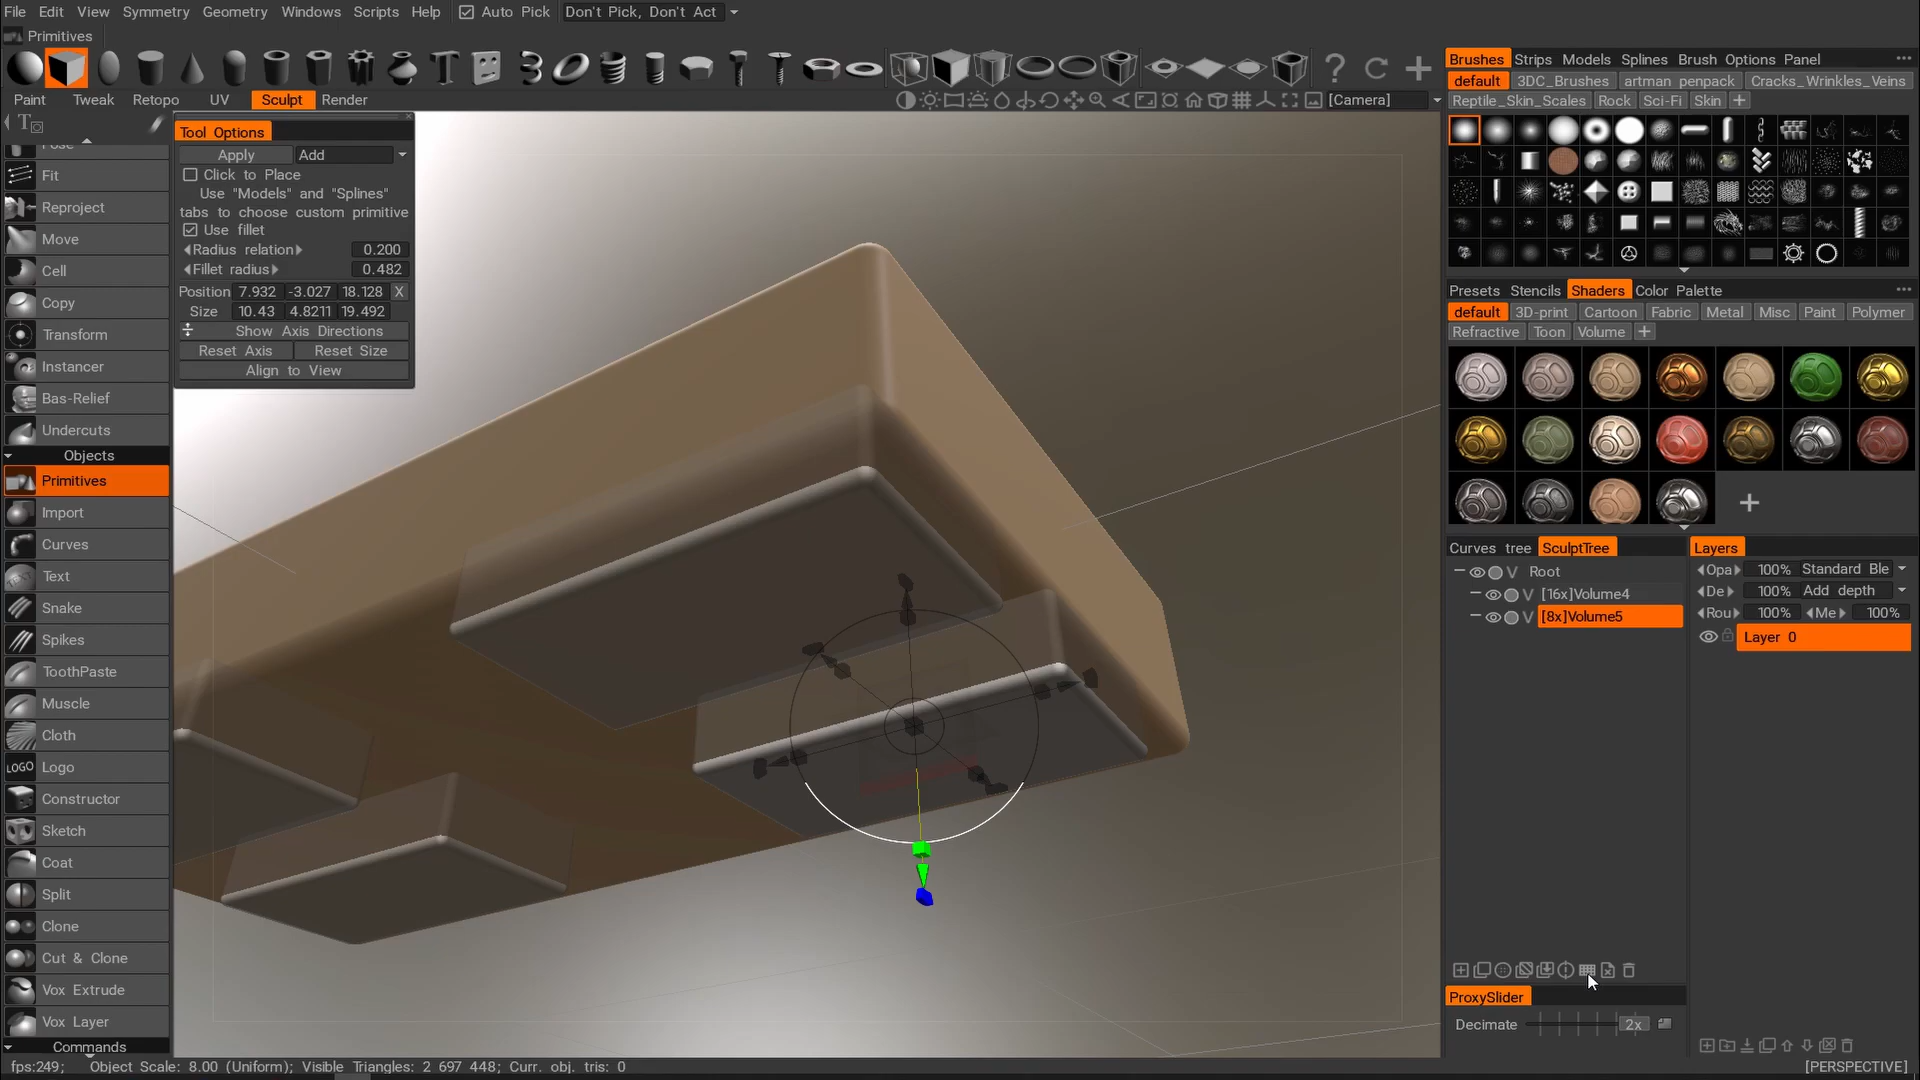 File Edit View Symmetry Geometry Windows Scripts Help Auto Pick Don't Pick, Don't Act
Primitives
Paint Tweak Retopo UV Sculpt Render [Camera]
Tool Options
Apply Add
Click to Place
Use "Models" and "Splines"
tabs to choose custom primitive
Use fillet
Radius relation 0.200
Fillet radius 0.482
Position 7.932 -3.027 18.128 X
Size 10.43 4.8211 19.492
Show Axis Directions
Reset Axis Reset Size
Align to View
Pose
Fit
Reproject
Move
Cell
Copy
Transform
Instancer
Bas-Relief
Undercuts
Objects
Primitives
Import
Curves
Text
Snake
Spikes
ToothPaste
Muscle
Cloth
LOGO Logo
Constructor
Sketch
Coat
Split
Clone
Cut & Clone
Vox Extrude
Vox Layer
Commands
Brushes Strips Models Splines Brush Options Panel
default 3DC_Brushes artman penpack Cracks_Wrinkles_Veins
Reptile_Skin_Scales Rock Sci-Fi Skin
Presets Stencils Shaders Color Palette
default 3D-print Cartoon Fabric Metal Misc Paint Polymer
Refractive Toon Volume
Curves tree SculptTree
V Root
V [16x]Volume4
V [8x]Volume5
Layers
Opa 100% Standard Ble
De 100% Add depth
Rou 100% Me 100%
Layer 0
ProxySlider
Decimate 2x
fps:249; Object Scale: 8.00 (Uniform); Visible Triangles: 2 697 448; Curr. obj. tris: 0 [PERSPECTIVE]